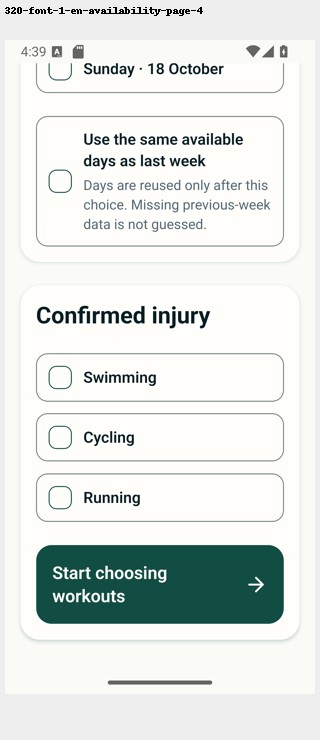 320-font-1-en-availability-page-4
4:39
Sunday · 18 October
Use the same available
days as last week
Days are reused only after this
choice. Missing previous-week
data is not guessed.
Confirmed injury
Swimming
Cycling
Running
Start choosing
workouts